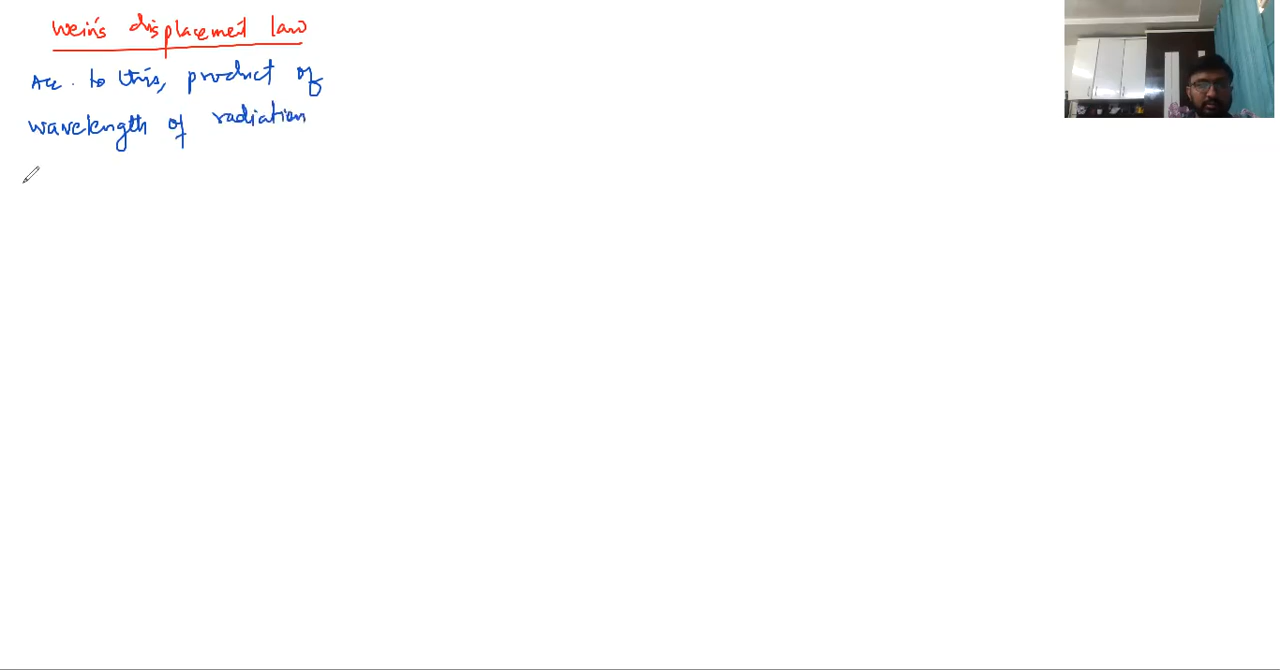 Wein's displacement law
Acc. to this, product of
wavelength of radiation